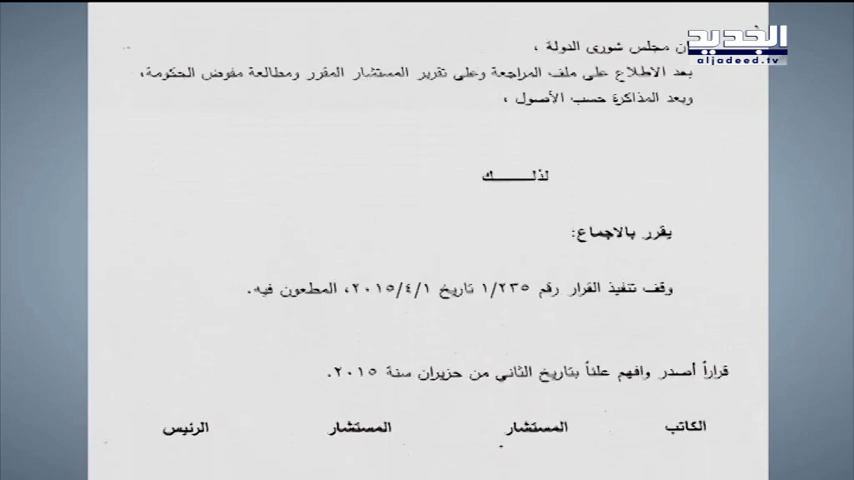 الجديد
aljadeed.tv
ان مجلس شورى الدولة ،
بعد الاطلاع على ملف المراجعة وعلى تقرير المستشار المقرر ومطالعة مفوض الحكومة،
وبعد المذاكرة حسب الأصول ،
لذلـــــــك
يقرر بالاجماع:
وقف تنفيذ القرار رقم ١/٢٣٥ تاريخ ٢٠١٥/٤/١، المطعون فيه.
قراراً أصدر وافهم علناً بتاريخ الثاني من حزيران سنة ٢٠١٥.
الكاتب المستشار المستشار الرئيس